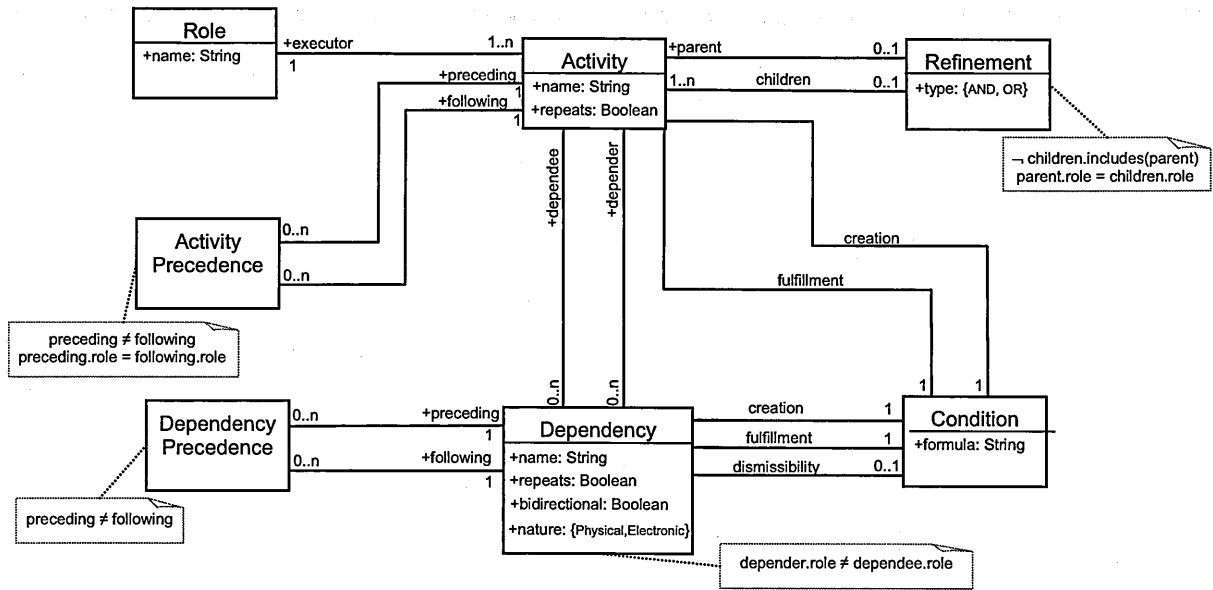 Role
+name: String
+executor
1
1..n
Activity
+name: String
+repeats: Boolean
+parent
0..1
1..n
children
0..1
Refinement
+type: {AND, OR}
¬ children.includes(parent)
parent.role = children.role
+preceding
1
+following
1
+dependee
+depender
Activity
Precedence
0..n
0..n
preceding ≠ following
preceding.role = following.role
creation
fulfillment
0..n
0..n
1
1
Dependency
Precedence
0..n
+preceding
1
0..n
+following
1
preceding ≠ following
Dependency
+name: String
+repeats: Boolean
+bidirectional: Boolean
+nature: {Physical,Electronic}
creation
1
fulfillment
1
dismissibility
0..1
Condition
+formula: String
depender.role ≠ dependee.role